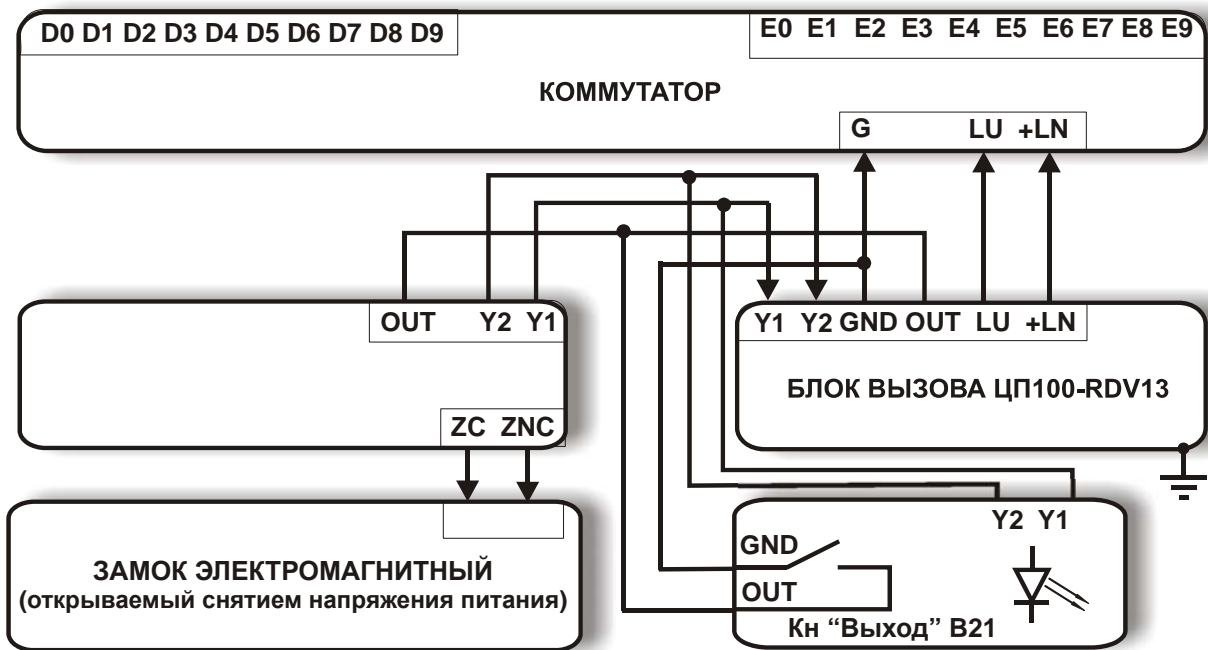 D0 D1 D2 D3 D4 D5 D6 D7 D8 D9
E0 E1 E2 E3 E4 E5 E6 E7 E8 E9
КОММУТАТОР
G LU +LN
OUT Y2 Y1
Y1 Y2 GND OUT LU +LN
БЛОК ВЫЗОВА ЦП100-RDV13
ZC ZNC
Y2 Y1
GND
OUT
Кн “Выход” B21
ЗАМОК ЭЛЕКТРОМАГНИТНЫЙ
(открываемый снятием напряжения питания)